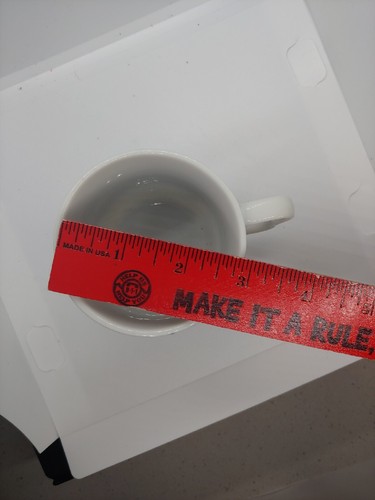 MADE IN USA 1 2 3 4
MAKE IT A RULE,